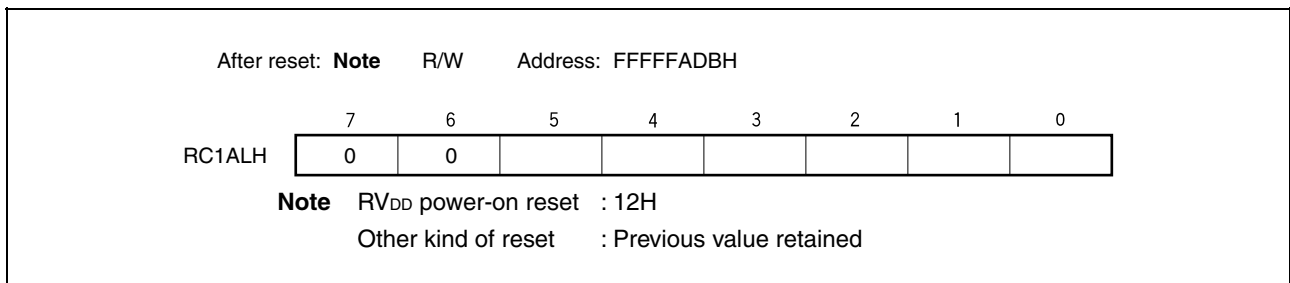 After reset: Note R/W Address: FFFFFADBH
7 6 5 4 3 2 1 0
RC1ALH 0 0
Note RVDD power-on reset : 12H
Other kind of reset : Previous value retained